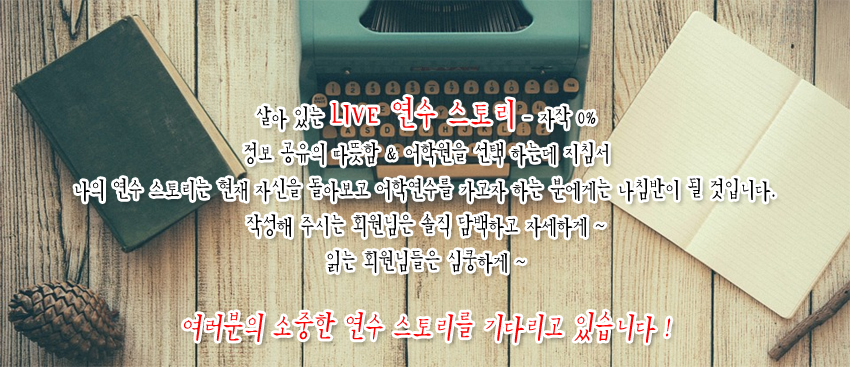 살아 있는 LIVE 연수 스토리 - 자작 0%
정보 공유의 따뜻함 & 어학원을 선택 하는데 지침서
나의 연수 스토리는 현재 자신을 돌아보고 어학연수를 가고자 하는 분에게는 나침반이 될 것입니다.
작성해 주시는 회원님은 솔직 담백하고 자세하게 ~
읽는 회원님들은 심쿵하게 ~
여러분의 소중한 연수 스토리를 기다리고 있습니다 !